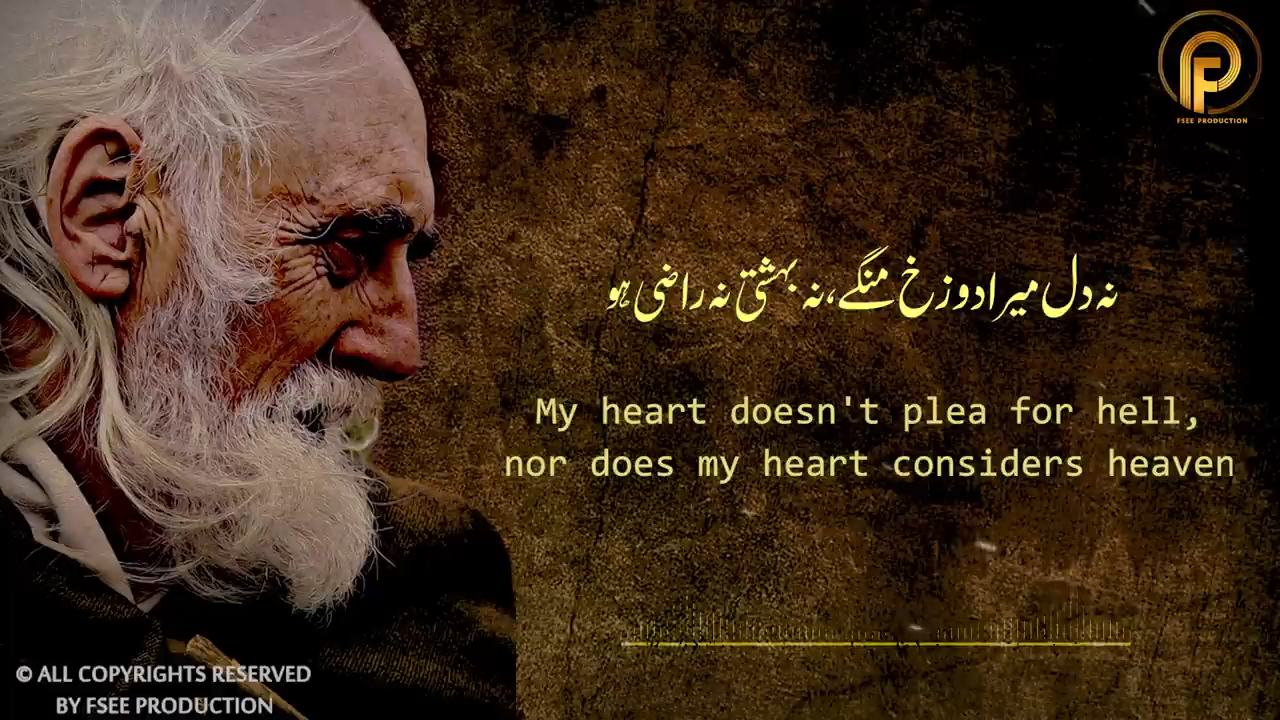 FSEE PRODUCTION
نہ دل میرا دوزخ منگے، نہ بہشتی نہ راضی ہو
My heart doesn't plea for hell,
nor does my heart considers heaven
© ALL COPYRIGHTS RESERVED
BY FSEE PRODUCTION